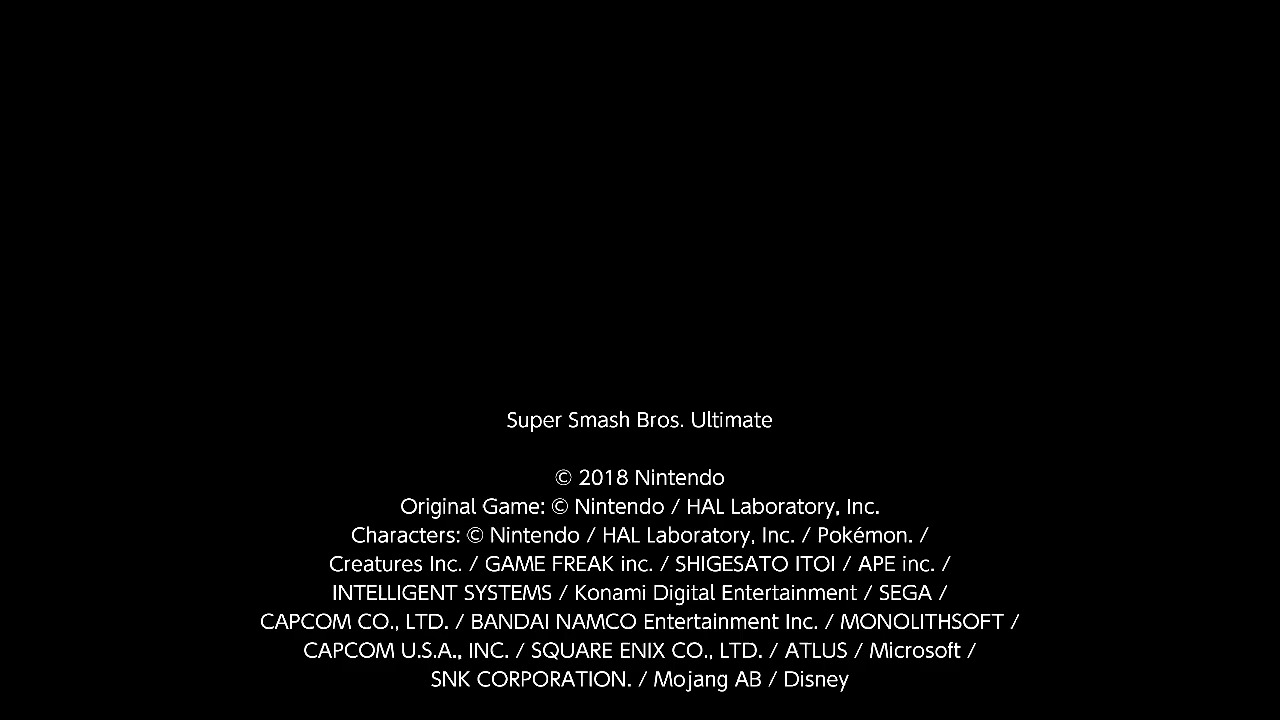 Super Smash Bros. Ultimate
© 2018 Nintendo
Original Game: © Nintendo / HAL Laboratory, Inc.
Characters: © Nintendo / HAL Laboratory, Inc. / Pokémon. /
Creatures Inc. / GAME FREAK inc. / SHIGESATO ITOI / APE inc. /
INTELLIGENT SYSTEMS / Konami Digital Entertainment / SEGA /
CAPCOM CO., LTD. / BANDAI NAMCO Entertainment Inc. / MONOLITHSOFT /
CAPCOM U.S.A., INC. / SQUARE ENIX CO., LTD. / ATLUS / Microsoft /
SNK CORPORATION. / Mojang AB / Disney